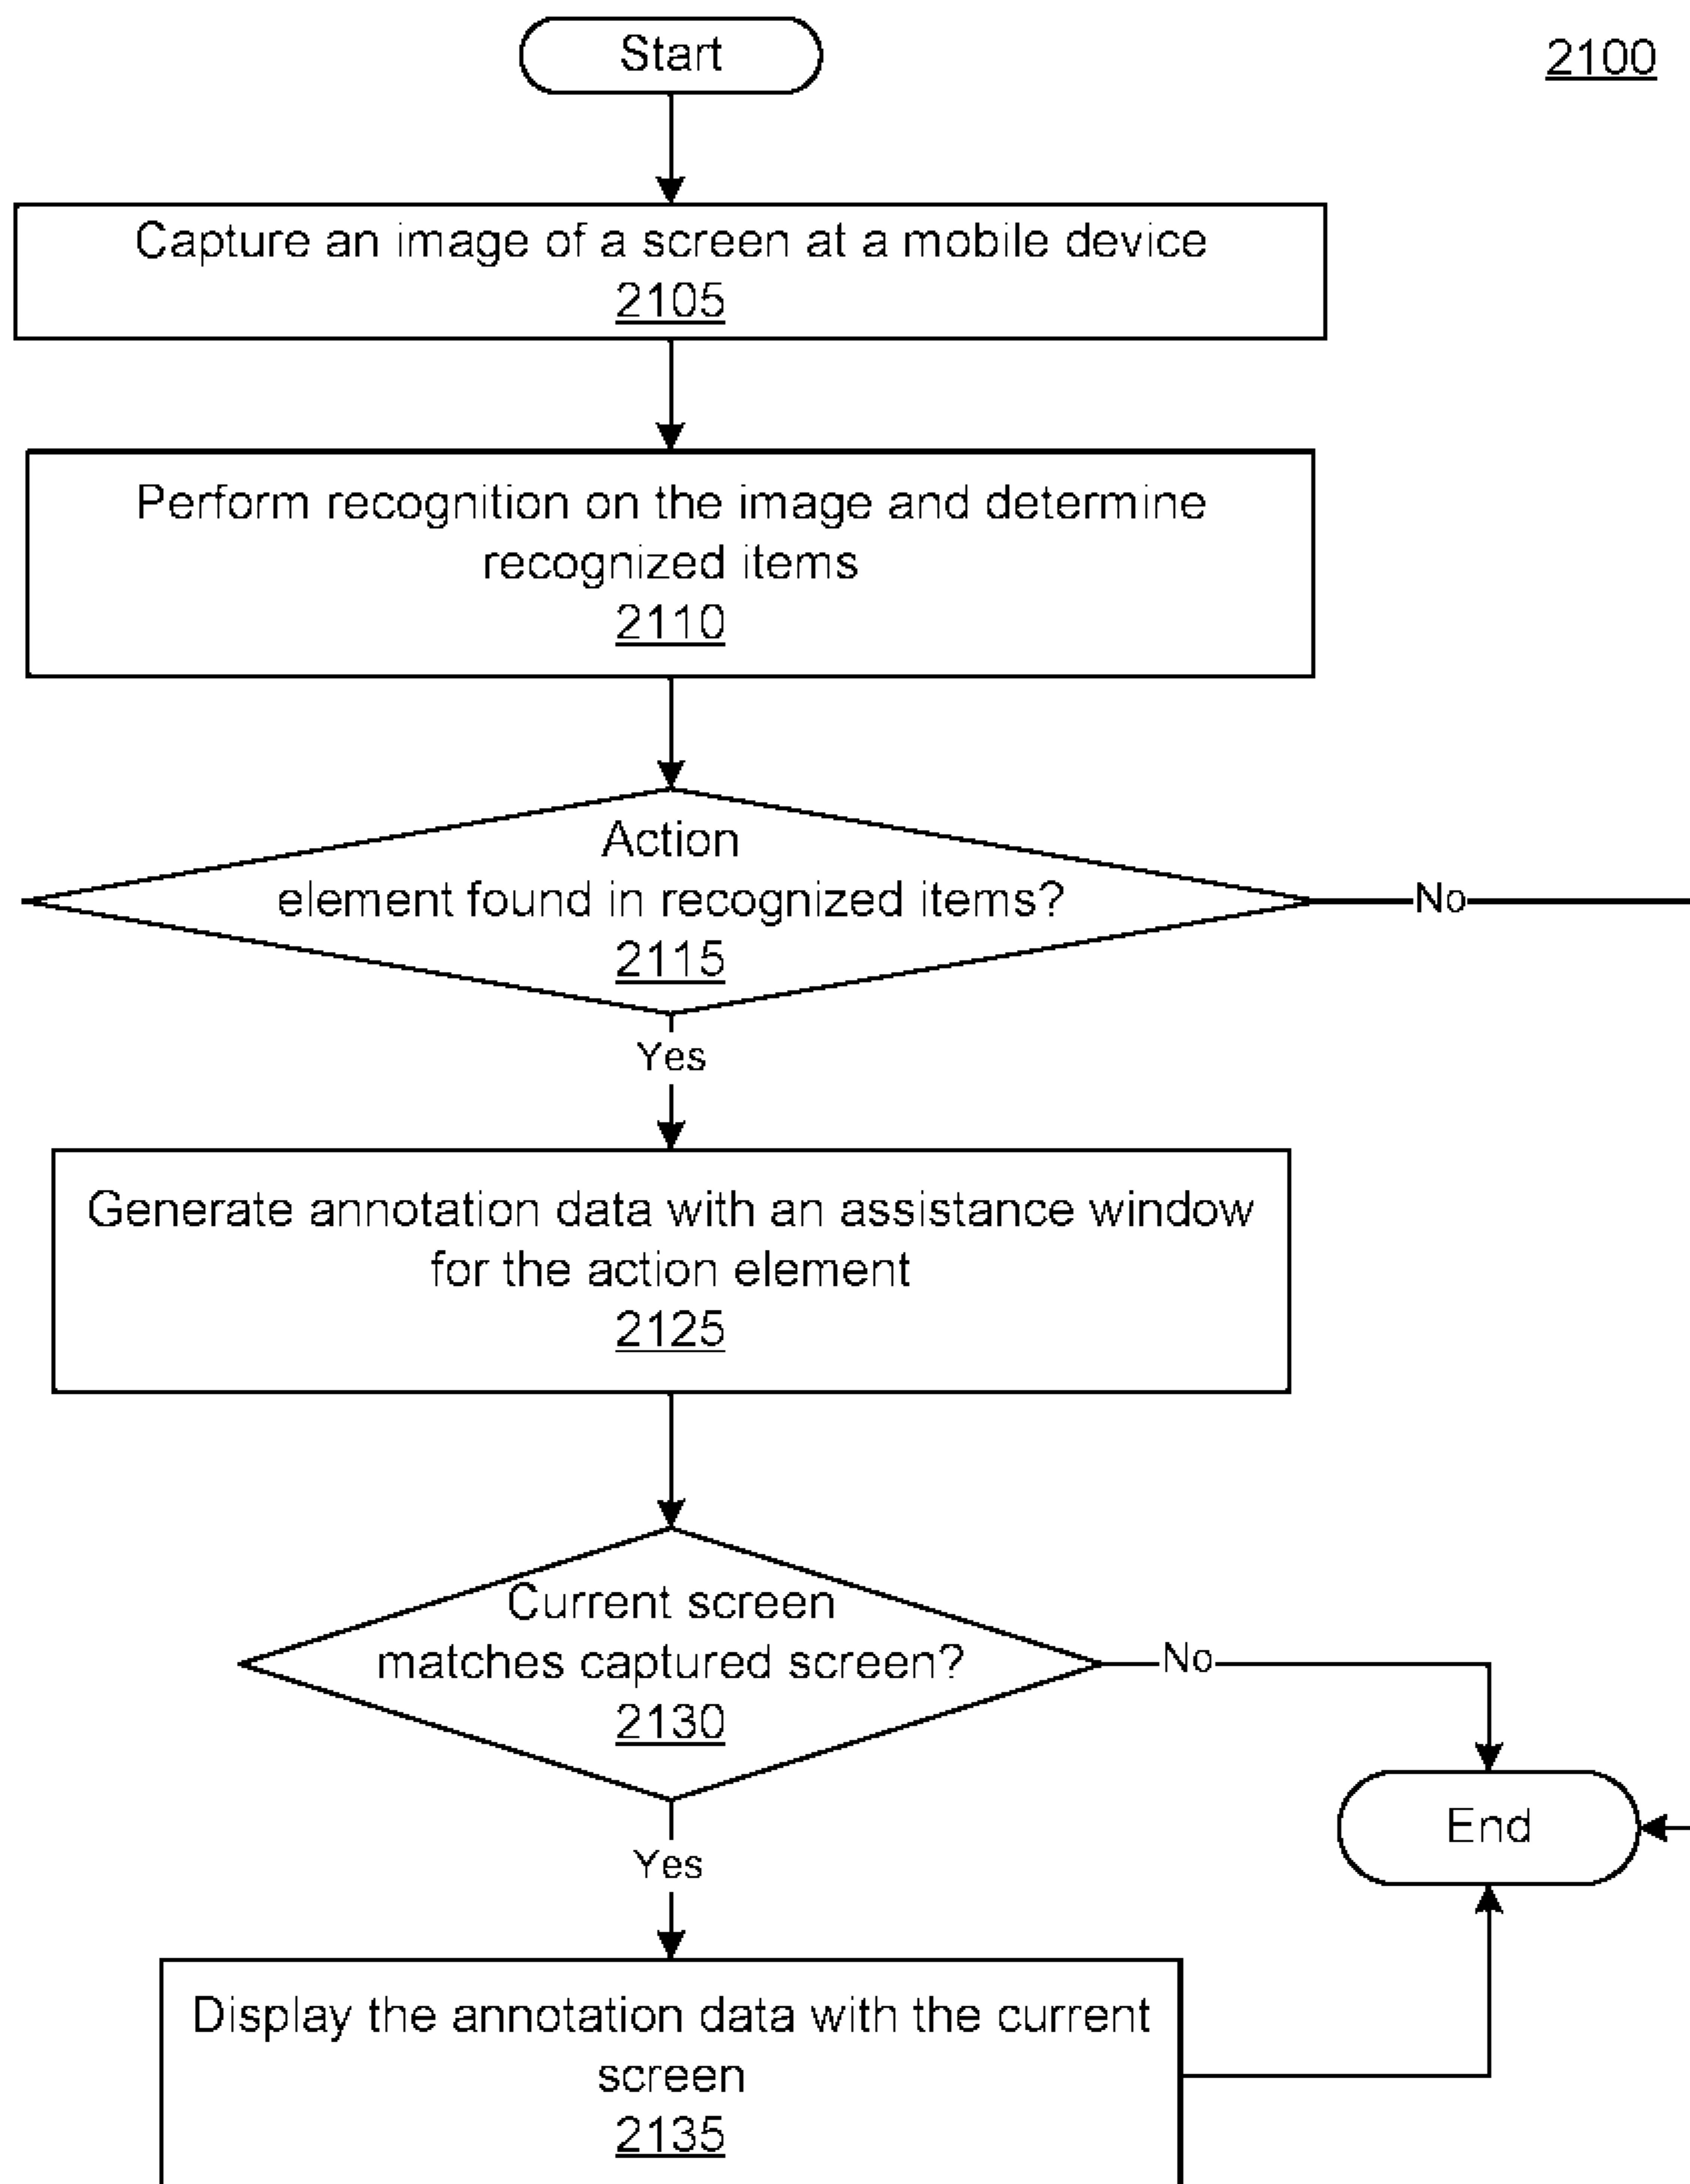 Start
2100
Capture an image of a screen at a mobile device
2105
Perform recognition on the image and determine
recognized items
2110
Action
element found in recognized items?
2115
No
Yes
Generate annotation data with an assistance window
for the action element
2125
Current screen
matches captured screen?
2130
No
End
Yes
Display the annotation data with the current
screen
2135